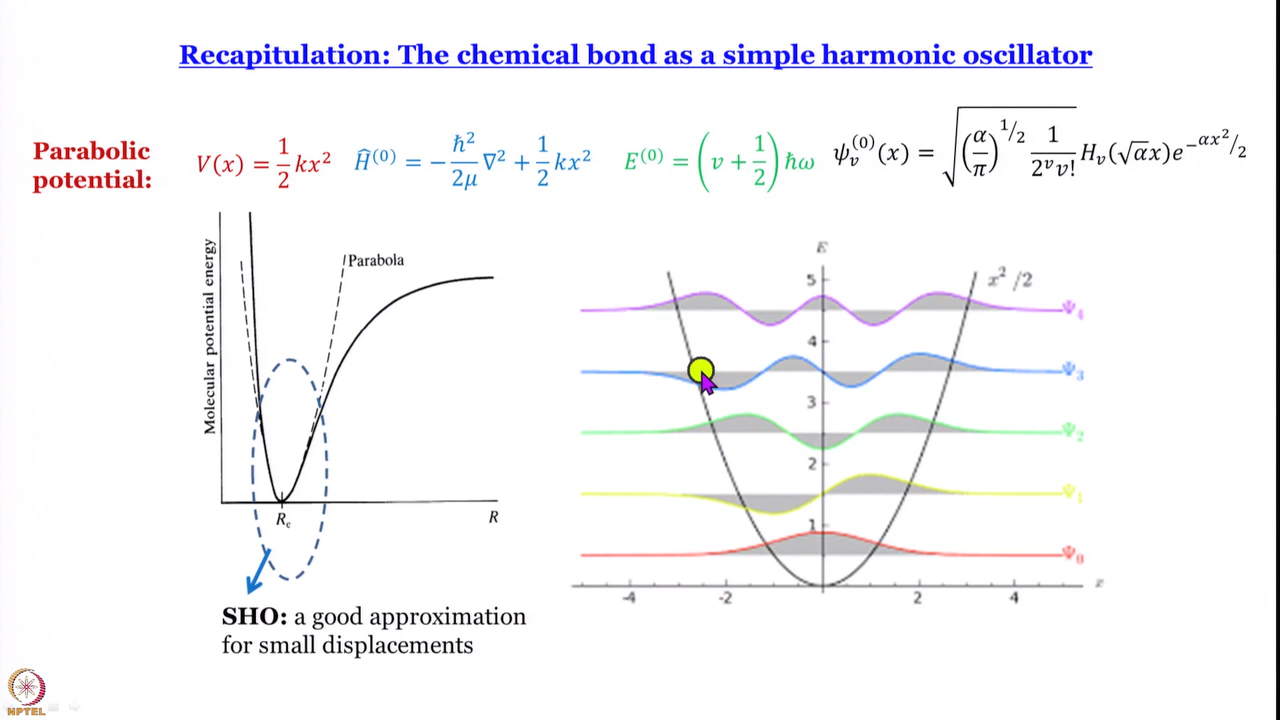 Recapitulation: The chemical bond as a simple harmonic oscillator
Parabolic
potential:
V(x) = 1/2 kx²
Ĥ⁽⁰⁾ = −ħ²/2μ ∇² + 1/2 kx²
E⁽⁰⁾ = (v + 1/2) ħω
ψᵥ⁽⁰⁾(x) = √((α/π)^1/2 1/(2ᵛv!)) Hᵥ(√αx)e^−αx²/2
Molecular potential energy
Parabola
Rₑ
R
SHO: a good approximation
for small displacements
E
x²/2
5
Ψ₄
4
Ψ₃
3
Ψ₂
2
Ψ₁
1
Ψ₀
-4
-2
2
4
x
NPTEL